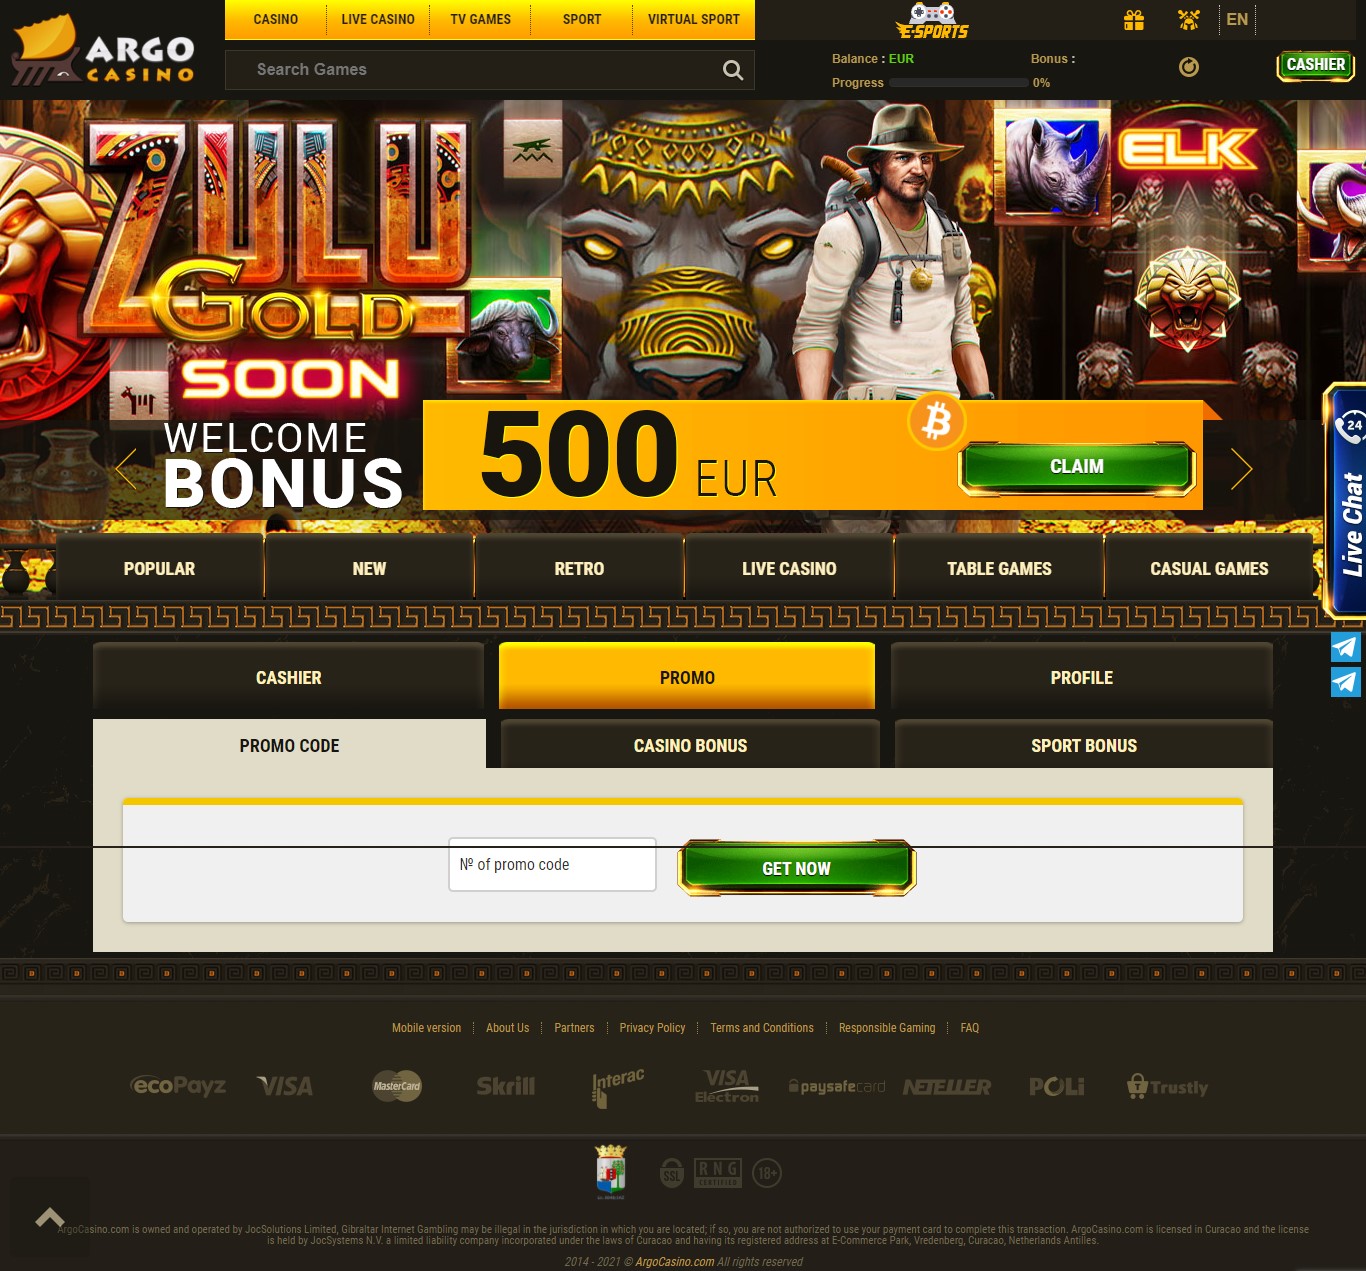 ARGO
CASINO
CASINO
LIVE CASINO
TV GAMES
SPORT
VIRTUAL SPORT
E-SPORTS
EN
Search Games
Balance : EUR
Bonus :
Progress
0%
CASHIER
ZULU
GOLD
SOON
ELK
WELCOME
BONUS
500 EUR
CLAIM
24
Live Chat
POPULAR
NEW
RETRO
LIVE CASINO
TABLE GAMES
CASUAL GAMES
CASHIER
PROMO
PROFILE
PROMO CODE
CASINO BONUS
SPORT BONUS
№ of promo code
GET NOW
Mobile version
About Us
Partners
Privacy Policy
Terms and Conditions
Responsible Gaming
FAQ
ecoPayz
VISA
MasterCard
Skrill
Interac
VISA
Electron
paysafecard
NETELLER
POLi
Trustly
SSL
RNG
CERTIFIED
18+
ArgoCasino.com is owned and operated by JocSolutions Limited, Gibraltar Internet Gambling may be illegal in the jurisdiction in which you are located; if so, you are not authorized to use your payment card to complete this transaction. ArgoCasino.com is licensed in Curacao and the license
is held by JocSystems N.V. a limited liability company incorporated under the laws of Curacao and having its registered address at E-Commerce Park, Vredenberg, Curacao, Netherlands Antilles.
2014 - 2021 © ArgoCasino.com All rights reserved